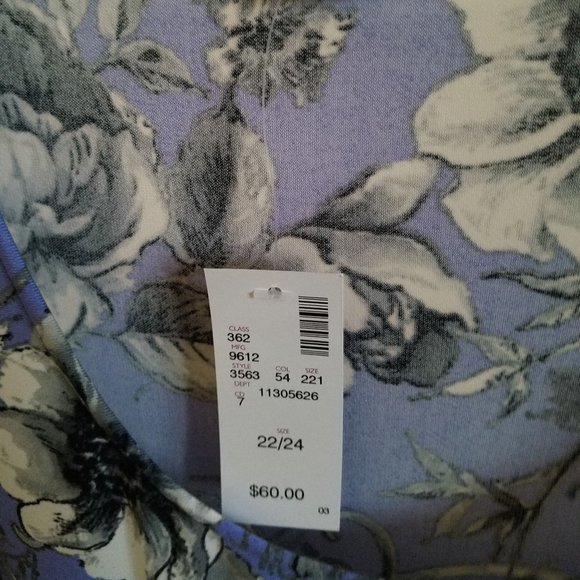 CLASS
362
MFG
9612
STYLE COL SIZE
3563 54 221
DEPT
7 11305626
SIZE
22/24
$60.00
03